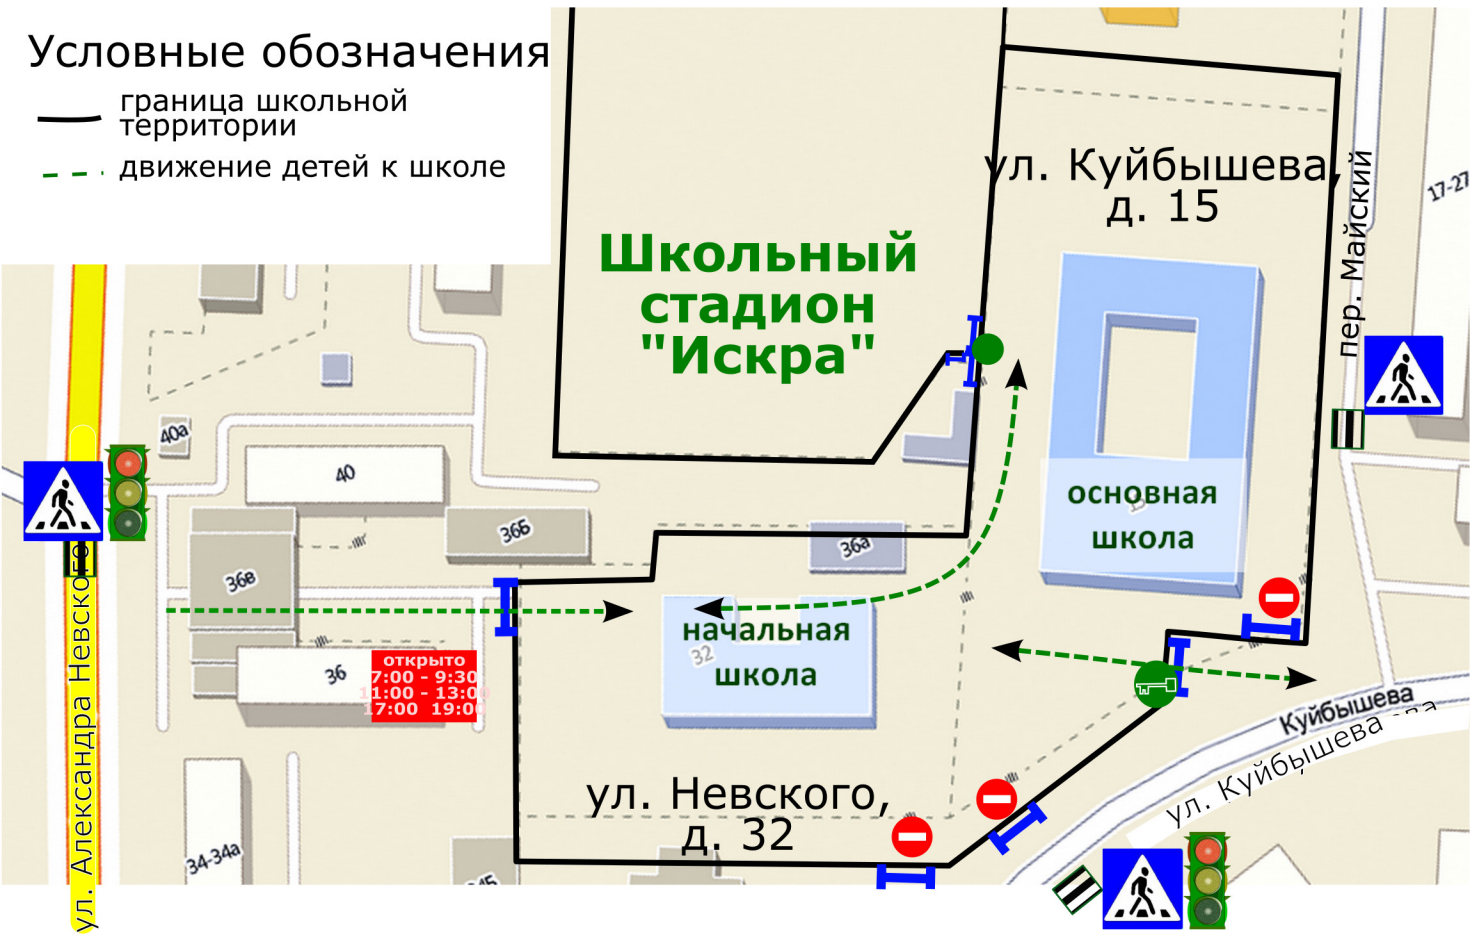 Условные обозначения
граница школьной
территории
движение детей к школе
ул. Куйбышева,
д. 15
Школьный
стадион
"Искра"
пер. Майский
17-27
40а
40
36Б
36в
36а
основная
школа
начальная
школа
32
36
открыто
7:00 - 9:30
11:00 - 13:00
17:00 19:00
ул. Александра Невского
Куйбышева
ул. Куйбышева
ул. Невского,
д. 32
34-34а